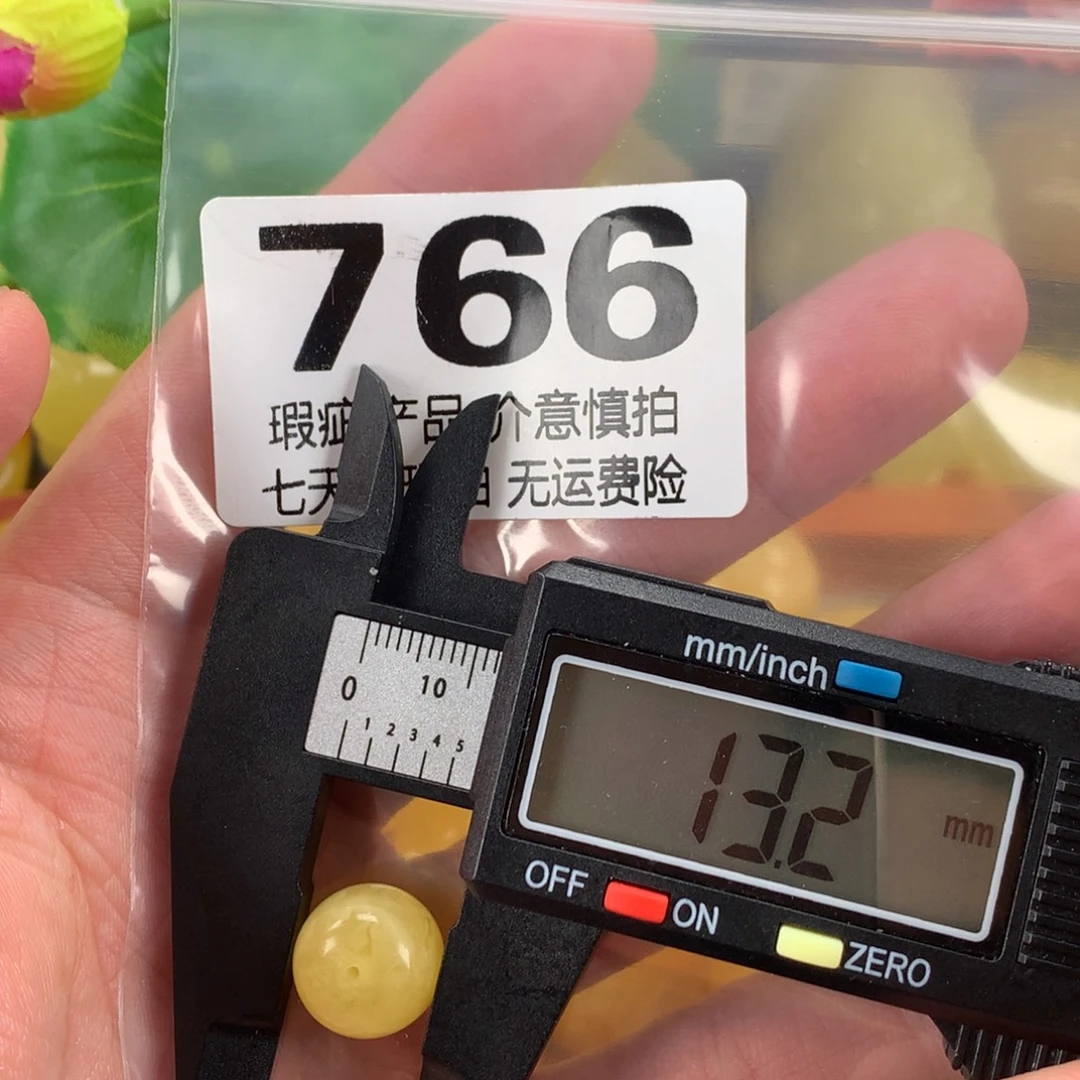 766
瑕疵产品 介意慎拍
七天 无运费险
mm/inch
0 10
1 2 3 4 5
13.2 mm
OFF ON ZERO